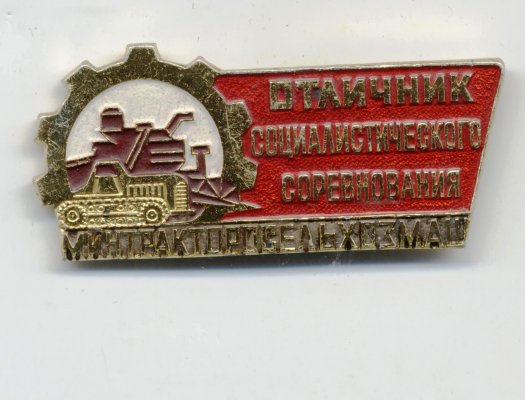 ОТЛИЧНИК
СОЦИАЛИСТИЧЕСКОГО
СОРЕВНОВАНИЯ
МИНТРАКТОРОСЕЛЬХОЗМАШ